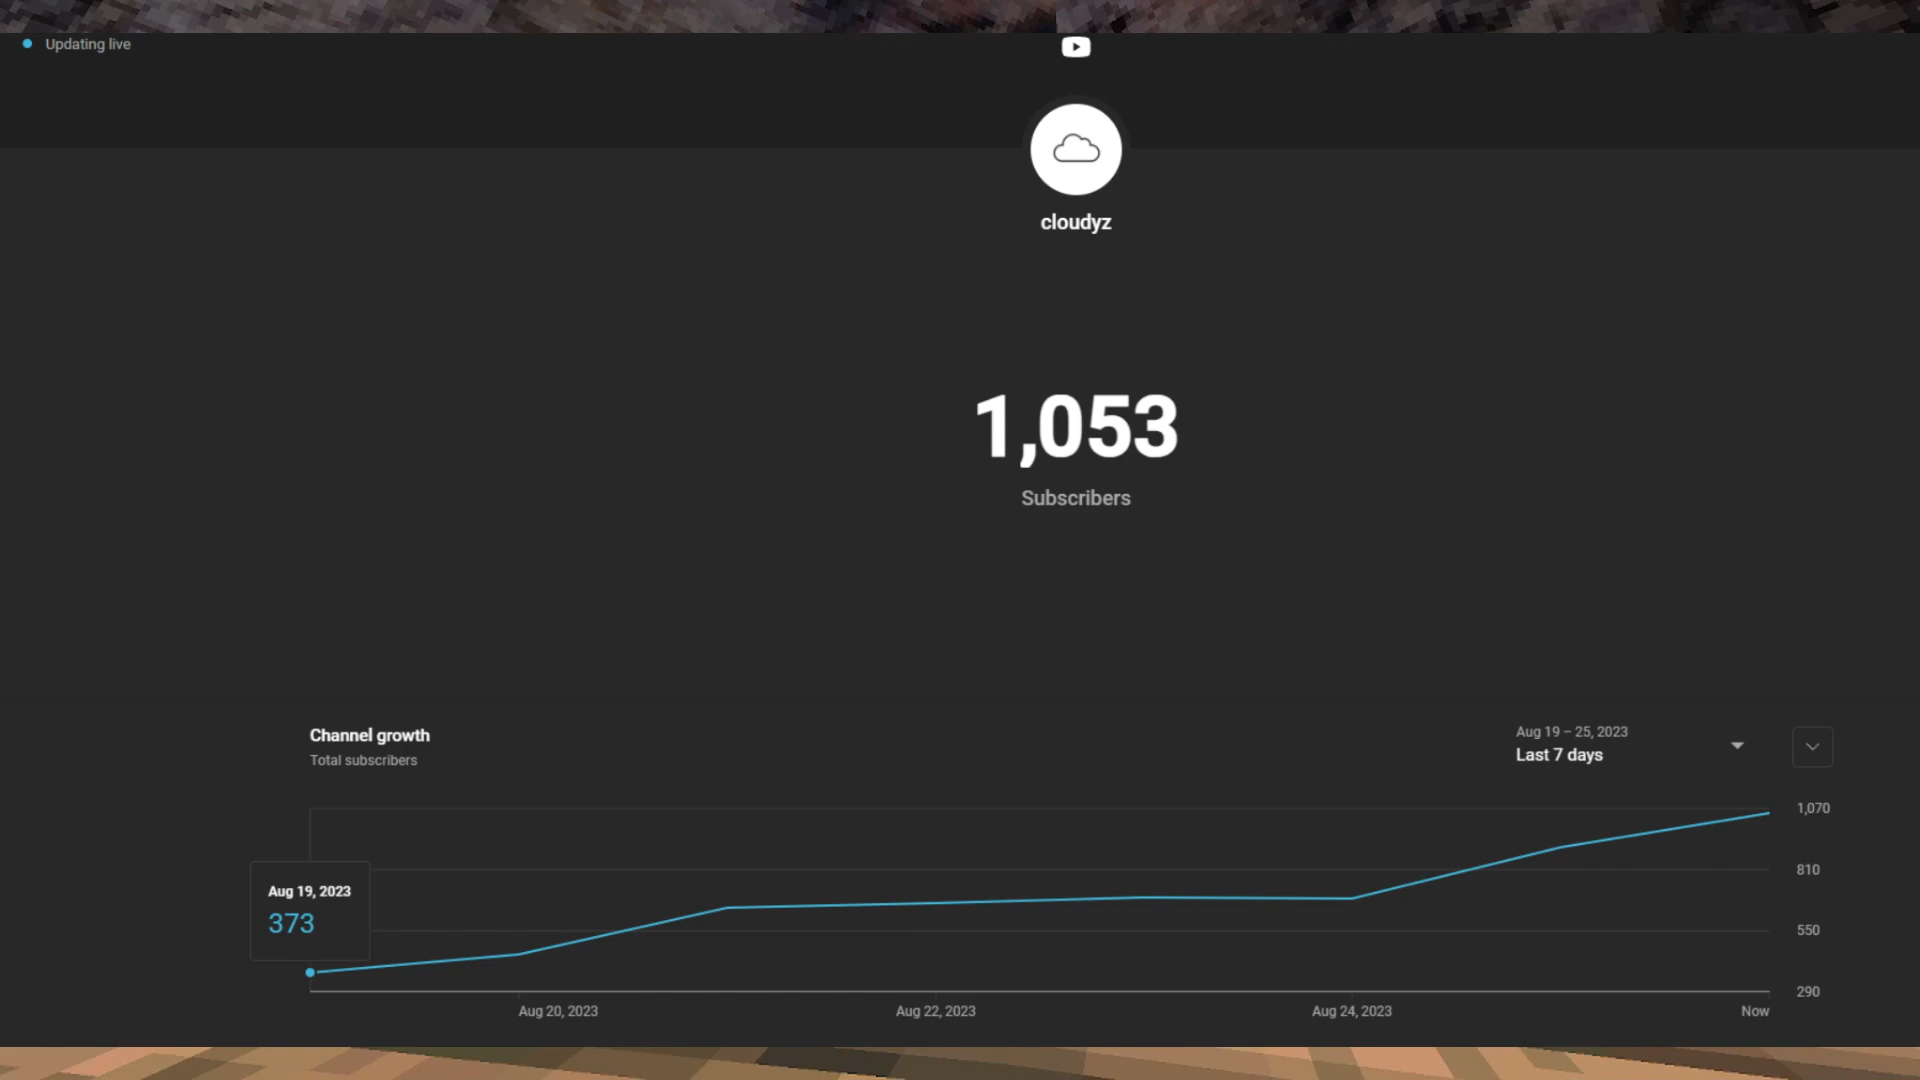 Updating live
cloudyz
1,053
Subscribers
Channel growth
Total subscribers
Aug 19 – 25, 2023
Last 7 days
1,070
810
550
290
Aug 19, 2023
373
Aug 20, 2023
Aug 22, 2023
Aug 24, 2023
Now